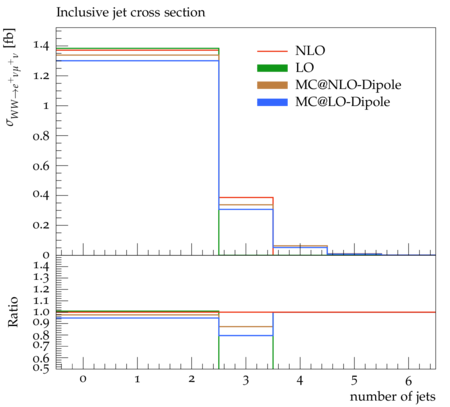 Inclusive jet cross section
σWW→e⁺νμ⁺ν [fb]
1.4
1.2
1
0.8
0.6
0.4
0.2
0
NLO
LO
MC@NLO-Dipole
MC@LO-Dipole
Ratio
1.4
1.3
1.2
1.1
1.0
0.9
0.8
0.7
0.6
0.5
0 1 2 3 4 5 6
number of jets